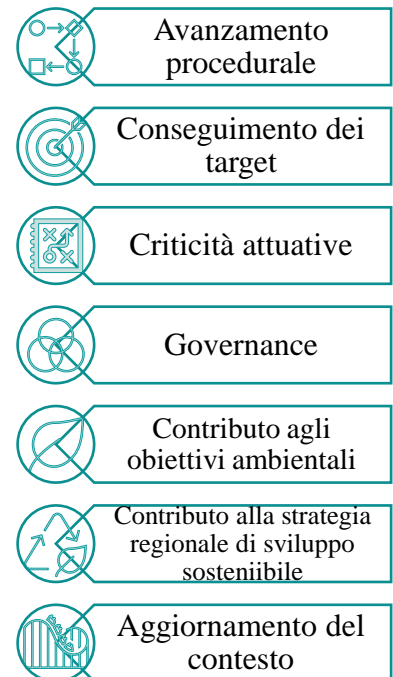 Avanzamento
procedurale
Conseguimento dei
target
Criticità attuative
Governance
Contributo agli
obiettivi ambientali
Contributo alla strategia
regionale di sviluppo
losteniibile
Aggiornamento del
contesto